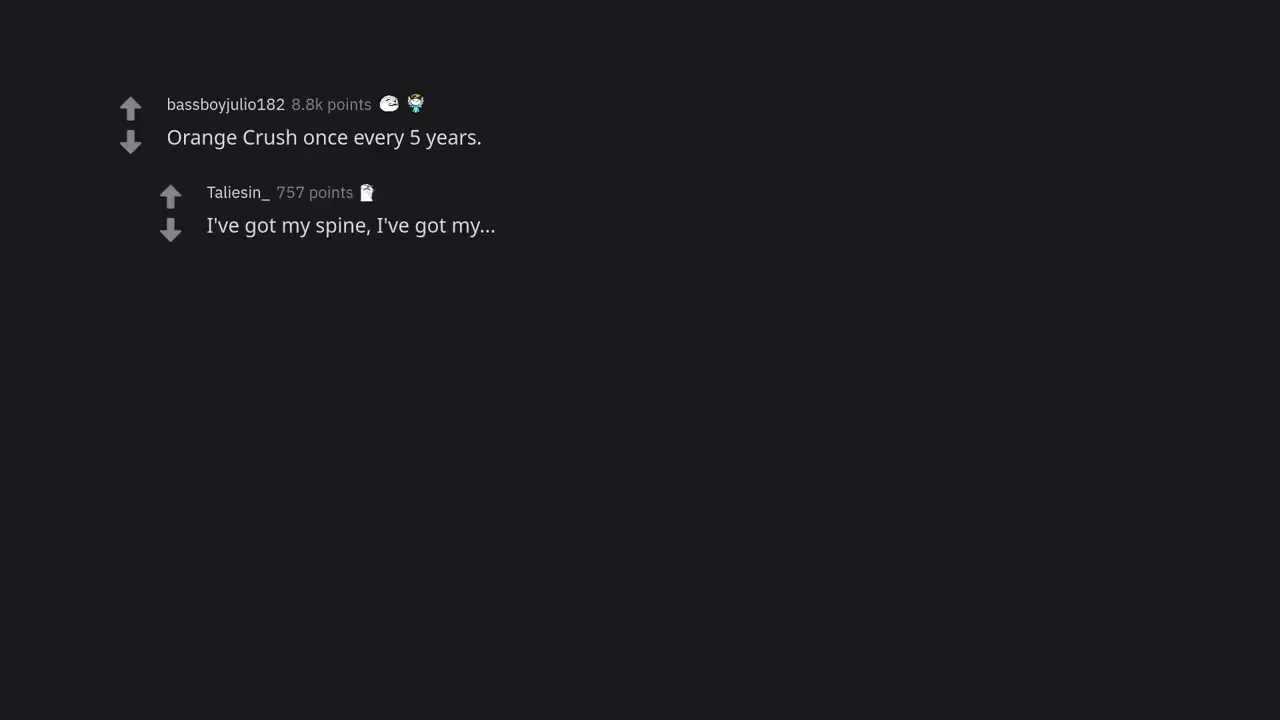 bassboyjulio182 8.8k points
Orange Crush once every 5 years.
Taliesin_ 757 points
I've got my spine, I've got my...